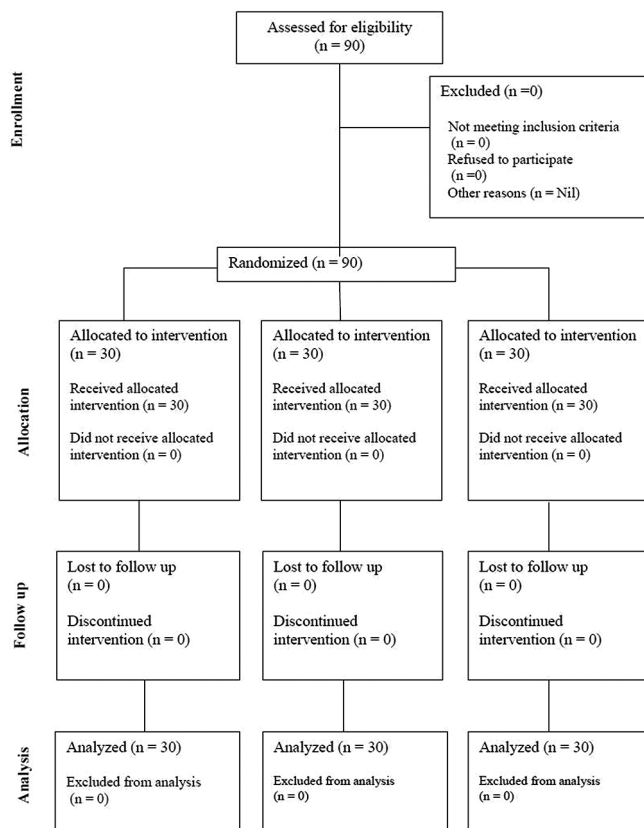 Enrollment
Assessed for eligibility
(n = 90)
Excluded (n =0)
Not meeting inclusion criteria
(n = 0)
Refused to participate
(n =0)
Other reasons (n = Nil)
Randomized (n = 90)
Allocation
Allocated to intervention
(n = 30)
Received allocated
intervention (n = 30)
Did not receive allocated
intervention (n = 0)
Allocated to intervention
(n = 30)
Received allocated
intervention (n = 30)
Did not receive allocated
intervention (n = 0)
Allocated to intervention
(n = 30)
Received allocated
intervention (n = 30)
Did not receive allocated
intervention (n = 0)
Follow up
Lost to follow up
(n = 0)
Discontinued
intervention (n = 0)
Lost to follow up
(n = 0)
Discontinued
intervention (n = 0)
Lost to follow up
(n = 0)
Discontinued
intervention (n = 0)
Analysis
Analyzed (n = 30)
Excluded from analysis
(n = 0)
Analyzed (n = 30)
Excluded from analysis
(n = 0)
Analyzed (n = 30)
Excluded from analysis
(n = 0)